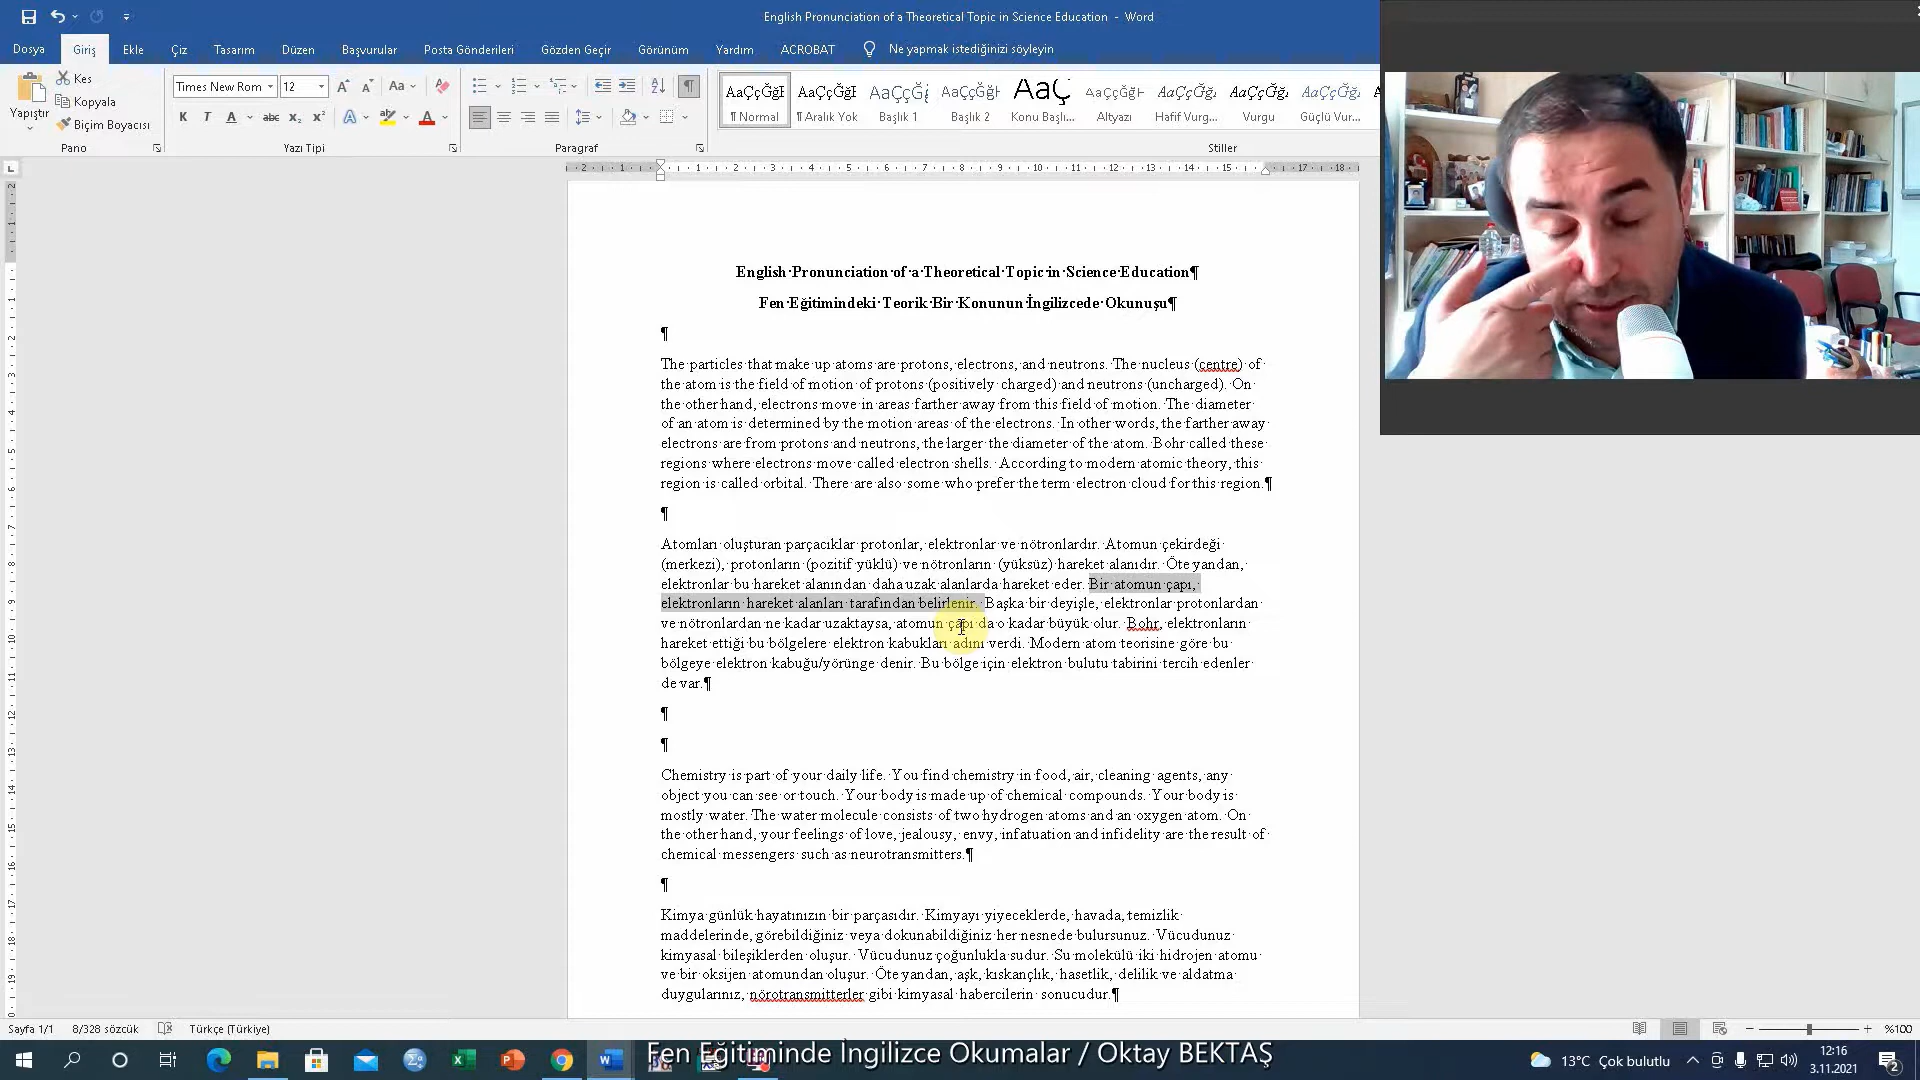 English Pronunciation of a Theoretical Topic in Science Education - Word
Dosya Giriş Ekle Çiz Tasarım Düzen Başvurular Posta Gönderileri Gözden Geçir Görünüm Yardım ACROBAT Ne yapmak istediğinizi söyleyin
Yapıştır
Kes
Kopyala
Biçim Boyacısı
Pano
Times New Rom 12
Yazı Tipi
Paragraf
¶ Normal
¶ Aralık Yok
Başlık 1
Başlık 2
Konu Başlı...
Altyazı
Hafif Vurg...
Vurgu
Güçlü Vur...
Stiller
English Pronunciation of a Theoretical Topic in Science Education¶
Fen Eğitimindeki Teorik Bir Konunun İngilizcede Okunuşu¶
¶
The particles that make up atoms are protons, electrons, and neutrons. The nucleus (centre) of
the atom is the field of motion of protons (positively charged) and neutrons (uncharged). On
the other hand, electrons move in areas farther away from this field of motion. The diameter
of an atom is determined by the motion areas of the electrons. In other words, the farther away
electrons are from protons and neutrons, the larger the diameter of the atom. Bohr called these
regions where electrons move called electron shells. According to modern atomic theory, this
region is called orbital. There are also some who prefer the term electron cloud for this region.¶
¶
Atomları oluşturan parçacıklar protonlar, elektronlar ve nötronlardır. Atomun çekirdeği
(merkezi), protonların (pozitif yüklü) ve nötronların (yüksüz) hareket alanıdır. Öte yandan,
elektronlar bu hareket alanından daha uzak alanlarda hareket eder. Bir atomun çapı,
elektronların hareket alanları tarafından belirlenir. Başka bir deyişle, elektronlar protonlardan
ve nötronlardan ne kadar uzaktaysa, atomun çapı da o kadar büyük olur. Bohr, elektronların
hareket ettiği bu bölgelere elektron kabukları adını verdi. Modern atom teorisine göre bu
bölgeye elektron kabuğu/yörünge denir. Bu bölge için elektron bulutu tabirini tercih edenler
de var.¶
¶
¶
Chemistry is part of your daily life. You find chemistry in food, air, cleaning agents, any
object you can see or touch. Your body is made up of chemical compounds. Your body is
mostly water. The water molecule consists of two hydrogen atoms and an oxygen atom. On
the other hand, your feelings of love, jealousy, envy, infatuation and infidelity are the result of
chemical messengers such as neurotransmitters.¶
¶
Kimya günlük hayatınızın bir parçasıdır. Kimyayı yiyeceklerde, havada, temizlik
maddelerinde, görebildiğiniz veya dokunabildiğiniz her nesnede bulursunuz. Vücudunuz
kimyasal bileşiklerden oluşur. Vücudunuz çoğunlukla sudur. Su molekülü iki hidrojen atomu
ve bir oksijen atomundan oluşur. Öte yandan, aşk, kıskançlık, hasetlik, delilik ve aldatma
duygularınız, nörotransmitterler gibi kimyasal habercilerin sonucudur.¶
Sayfa 1/1 8/328 sözcük Türkçe (Türkiye) %100
Fen Eğitiminde İngilizce Okumalar / Oktay BEKTAŞ
13°C Çok bulutlu
12:16
3.11.2021
2